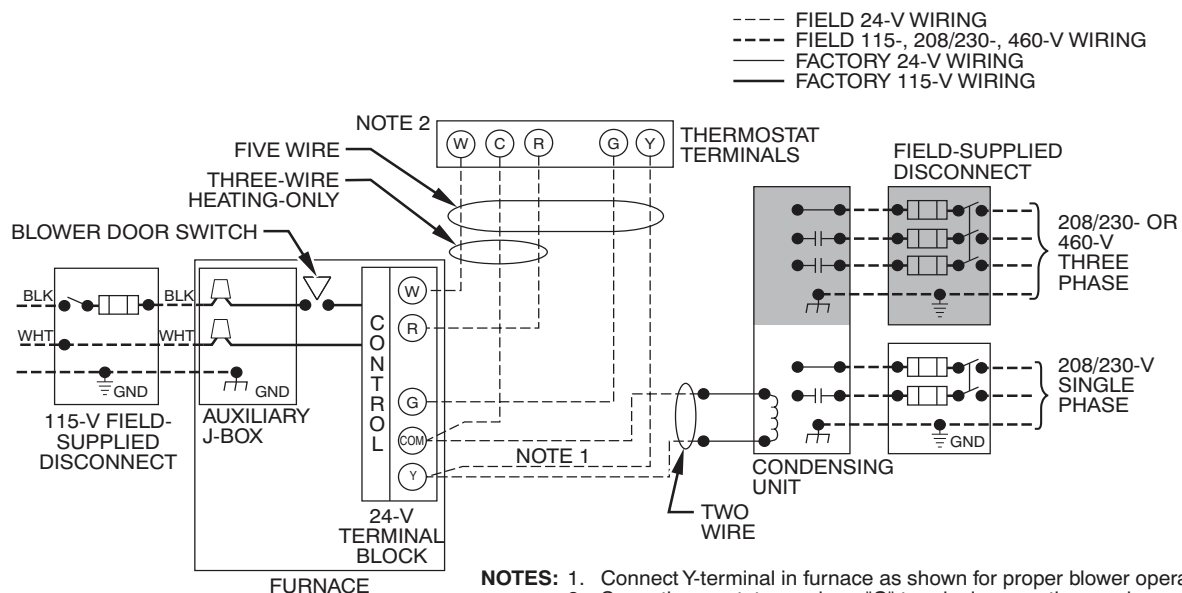 FIELD 24-V WIRING
FIELD 115-, 208/230-, 460-V WIRING
FACTORY 24-V WIRING
FACTORY 115-V WIRING
NOTE 2
W C R G Y
THERMOSTAT
TERMINALS
FIVE WIRE
THREE-WIRE
HEATING-ONLY
BLOWER DOOR SWITCH
FIELD-SUPPLIED
DISCONNECT
208/230- OR
460-V
THREE
PHASE
BLK
BLK
WHT
WHT
GND
GND
115-V FIELD-
SUPPLIED
DISCONNECT
AUXILIARY
J-BOX
CONTROL
W
R
G
COM
Y
24-V
TERMINAL
BLOCK
FURNACE
NOTE 1
TWO
WIRE
CONDENSING
UNIT
GND
208/230-V
SINGLE
PHASE
NOTES: 1. Connect Y-terminal in furnace as shown for proper blower opera